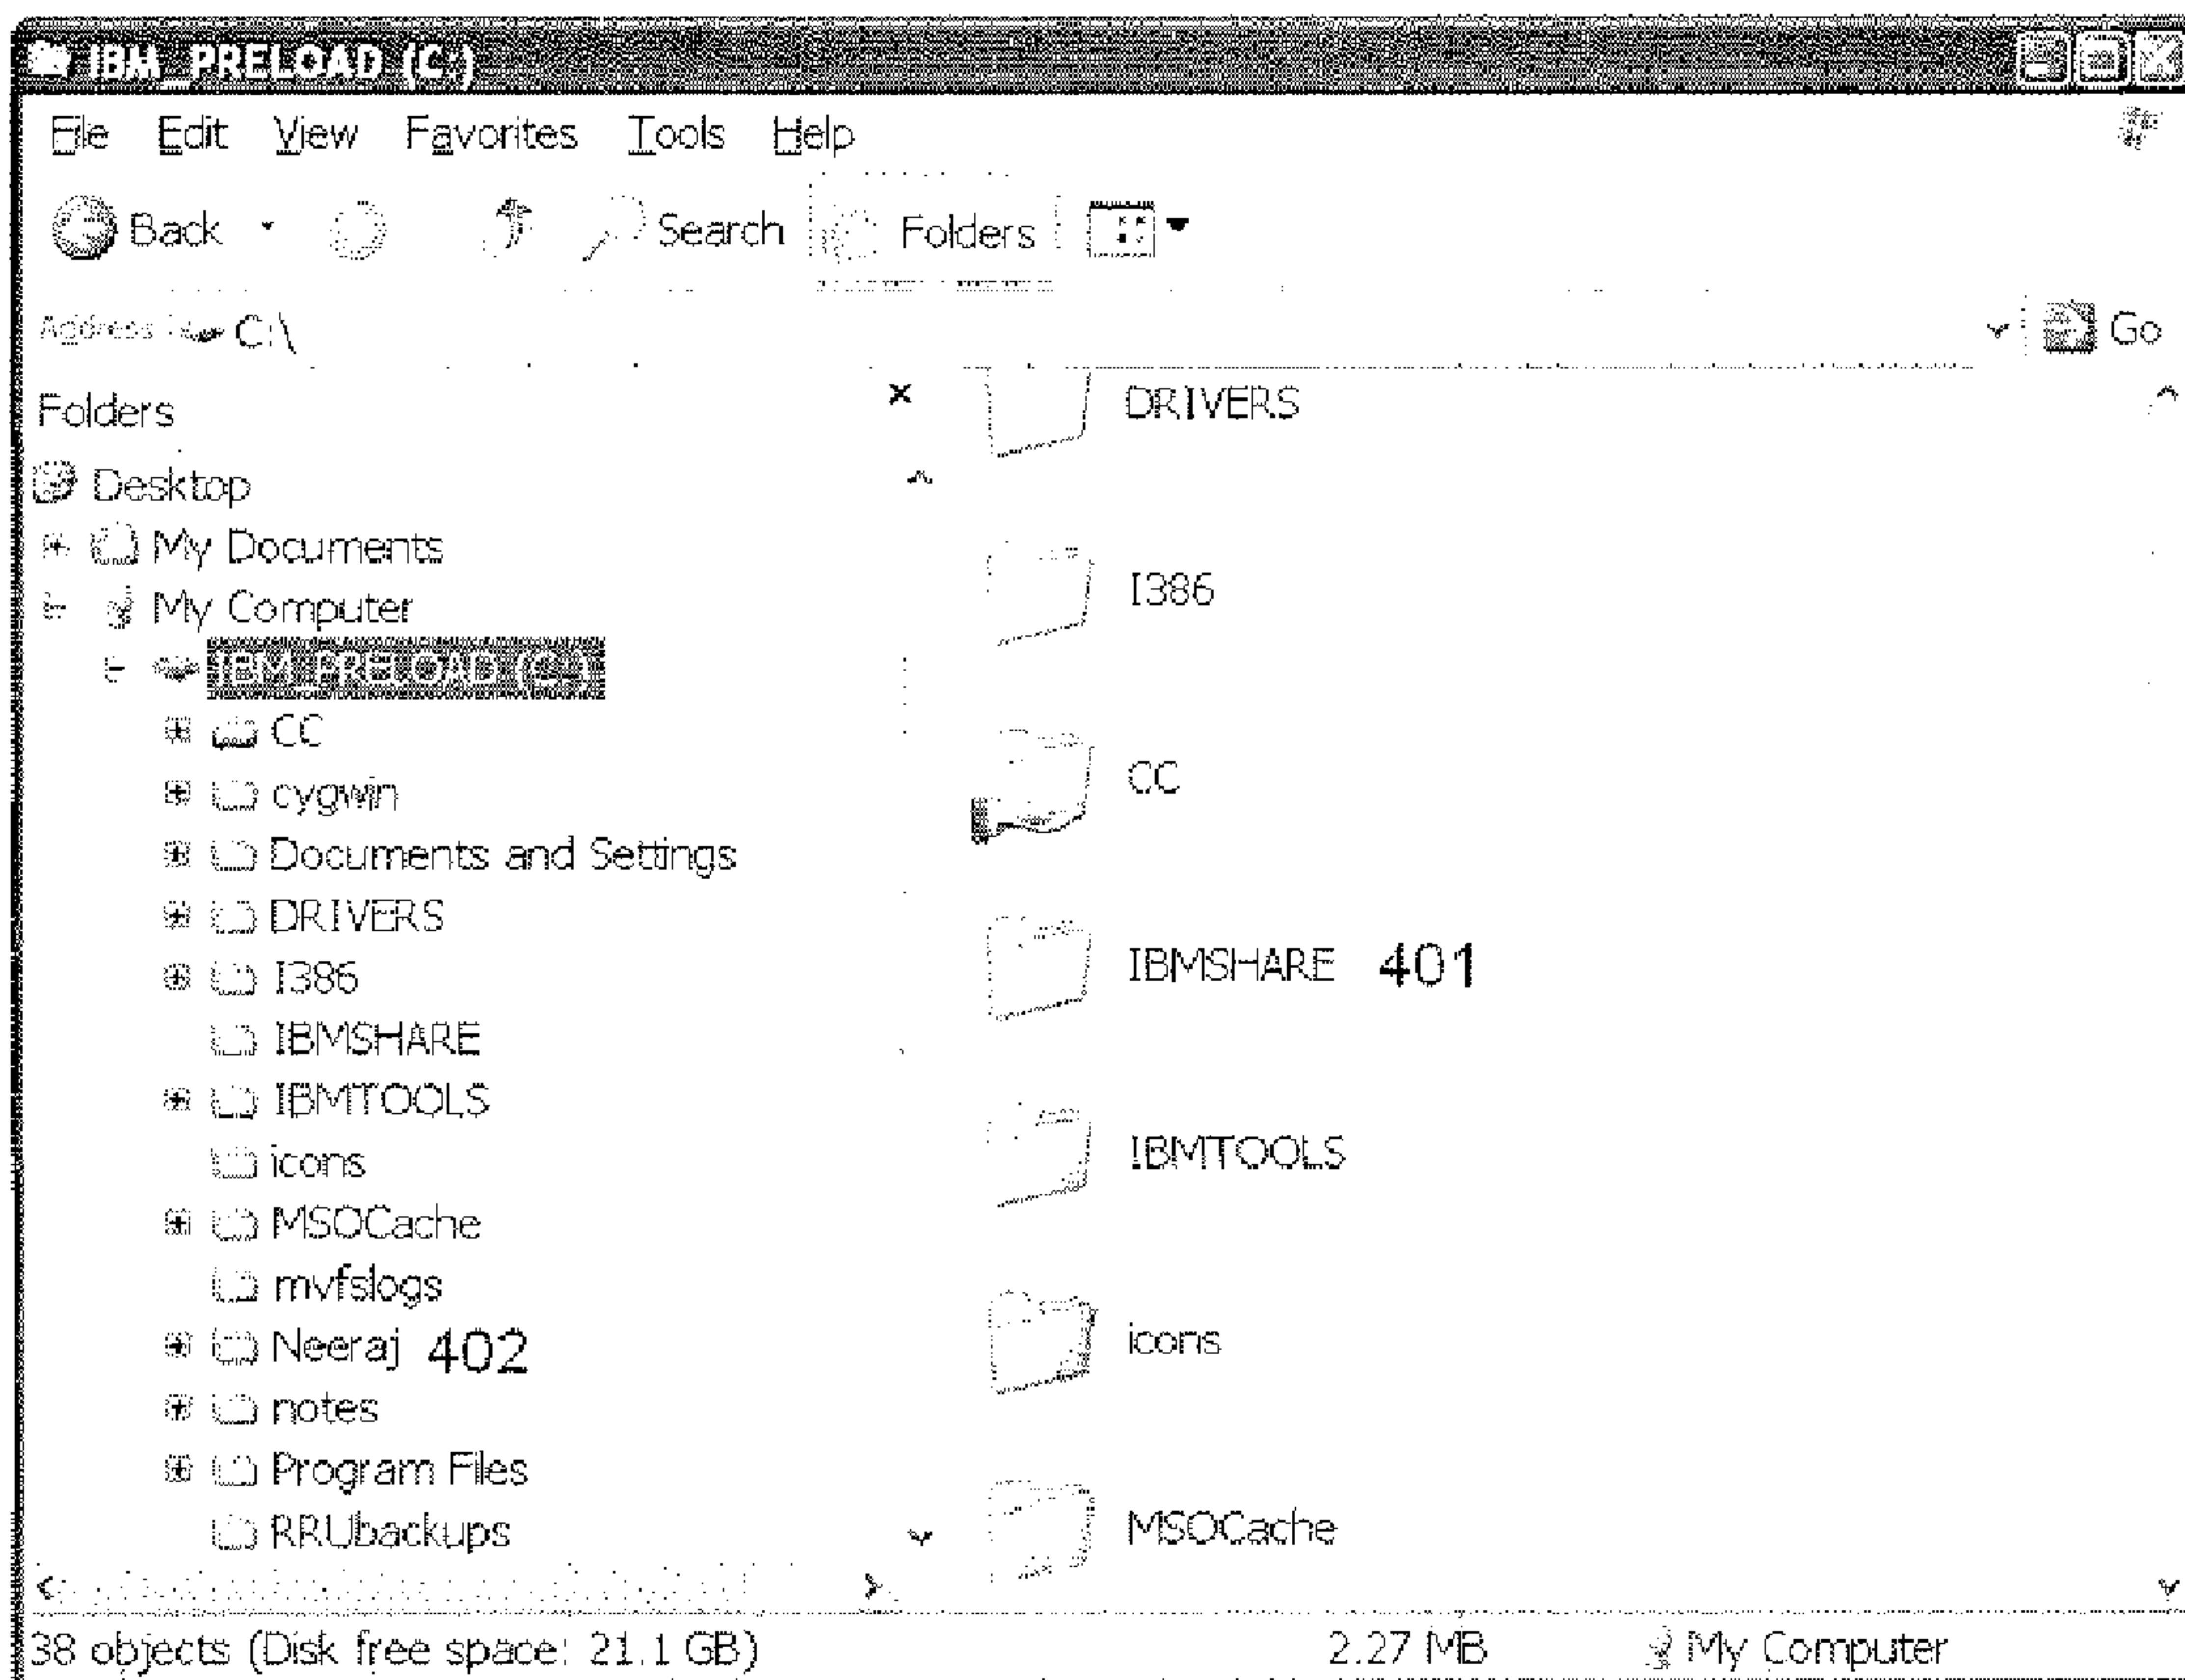 IBM_PRELOAD (C:)
File Edit View Favorites Tools Help
Back Search Folders
Address C:\ Go
Folders
Desktop
My Documents
My Computer
IBM_PRELOAD (C:)
CC
cygwin
Documents and Settings
DRIVERS
I386
IBMSHARE
IBMTOOLS
icons
MSOCache
mvfslogs
Neeraj 402
notes
Program Files
RRUbackups
DRIVERS
I386
CC
IBMSHARE 401
IBMTOOLS
icons
MSOCache
38 objects (Disk free space: 21.1 GB) 2.27 MB My Computer